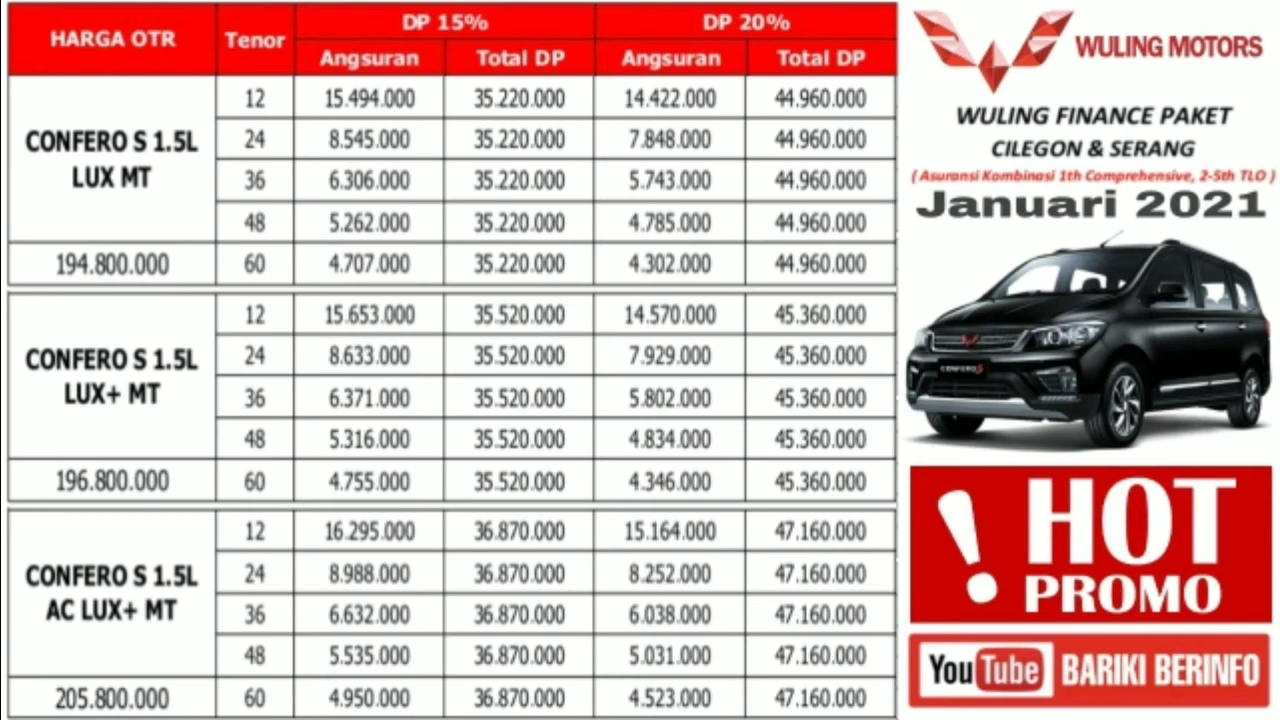 HARGA OTR Tenor DP 15% DP 20%
Angsuran Total DP Angsuran Total DP
CONFERO S 1.5L
LUX MT
194.800.000
12 15.494.000 35.220.000 14.422.000 44.960.000
24 8.545.000 35.220.000 7.848.000 44.960.000
36 6.306.000 35.220.000 5.743.000 44.960.000
48 5.262.000 35.220.000 4.785.000 44.960.000
60 4.707.000 35.220.000 4.302.000 44.960.000
CONFERO S 1.5L
LUX+ MT
196.800.000
12 15.653.000 35.520.000 14.570.000 45.360.000
24 8.633.000 35.520.000 7.929.000 45.360.000
36 6.371.000 35.520.000 5.802.000 45.360.000
48 5.316.000 35.520.000 4.834.000 45.360.000
60 4.755.000 35.520.000 4.346.000 45.360.000
CONFERO S 1.5L
AC LUX+ MT
205.800.000
12 16.295.000 36.870.000 15.164.000 47.160.000
24 8.988.000 36.870.000 8.252.000 47.160.000
36 6.632.000 36.870.000 6.038.000 47.160.000
48 5.535.000 36.870.000 5.031.000 47.160.000
60 4.950.000 36.870.000 4.523.000 47.160.000
WULING MOTORS
WULING FINANCE PAKET
CILEGON & SERANG
( Asuransi Kombinasi 1th Comprehensive, 2-5th TLO )
Januari 2021
CONFERO S
! HOT
PROMO
YouTube BARIKI BERINFO